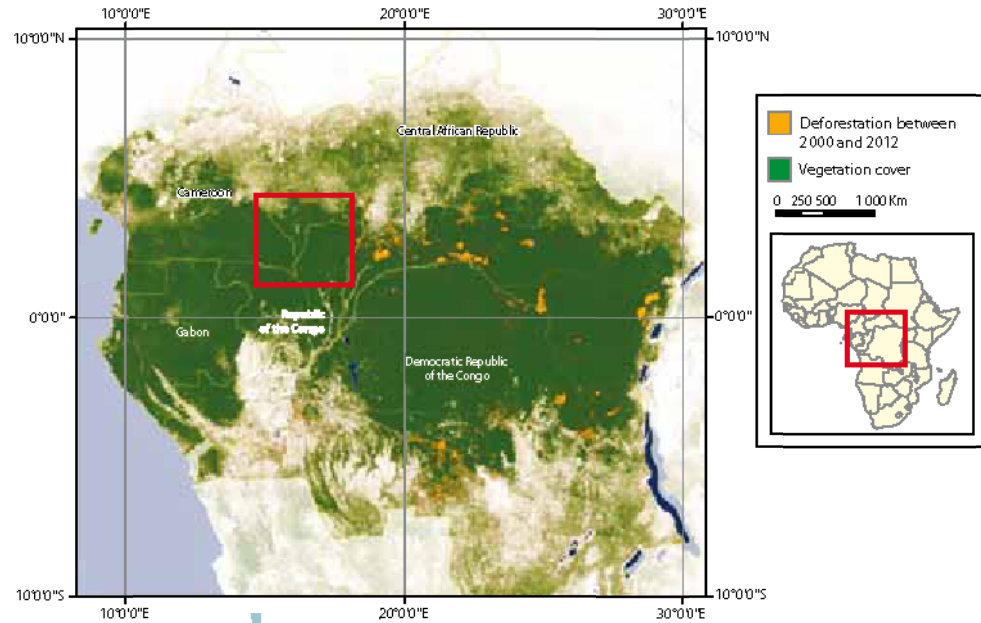 10°0'0"E 20°0'0"E 30°0'0"E
10°0'0"N 10°0'0"N
Central African Republic
Cameroon
Republic
of the Congo
0°0'0" 0°0'0"
Gabon
Democratic Republic
of the Congo
10°0'0"S 10°0'0"S
10°0'0"E 20°0'0"E 30°0'0"E
Deforestation between
2000 and 2012
Vegetation cover
0 250 500 1 000 Km